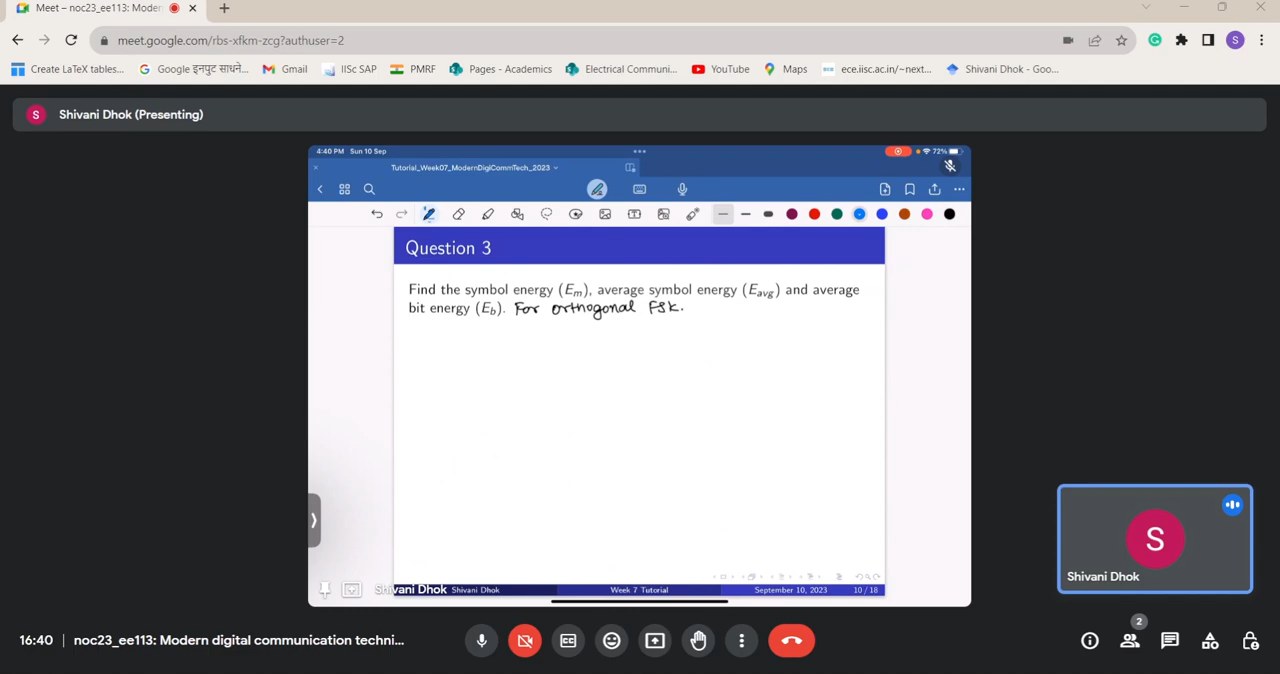 Meet – noc23_ee113: Modern
meet.google.com/rbs-xfkm-zcg?authuser=2
S
Create LaTeX tables...
Google इनपुट साधने...
Gmail
IISc SAP
PMRF
Pages - Academics
Electrical Communi...
YouTube
Maps
ece.iisc.ac.in/~next...
Shivani Dhok - Goo...
S
Shivani Dhok (Presenting)
4:40 PM Sun 10 Sep
72%
Tutorial_Week07_ModernDigiCommTech_2023
Question 3
Find the symbol energy (E_m), average symbol energy (E_avg) and average
bit energy (E_b). For orthogonal FSK.
Shivani Dhok
Shivani Dhok
Week 7 Tutorial
September 10, 2023
10 / 18
S
Shivani Dhok
16:40
noc23_ee113: Modern digital communication techni...
2